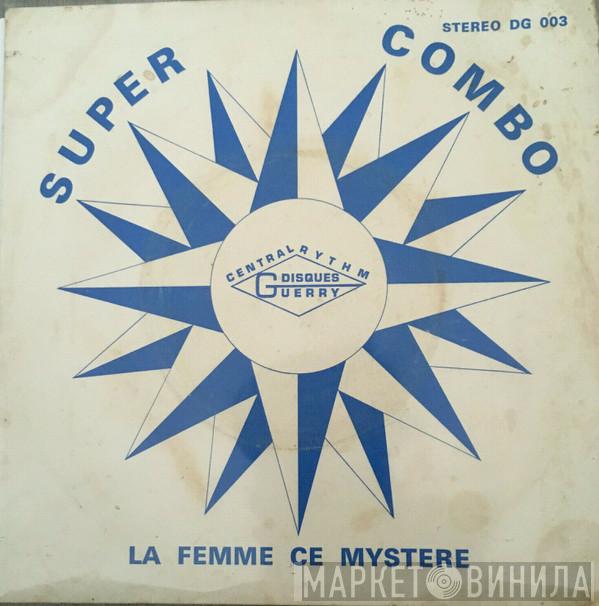 STEREO DG 003
SUPER COMBO
CENTRAL RYTHM
DISQUES
GUERRY
LA FEMME CE MYSTERE
МАРКЕТ ВИНИЛА